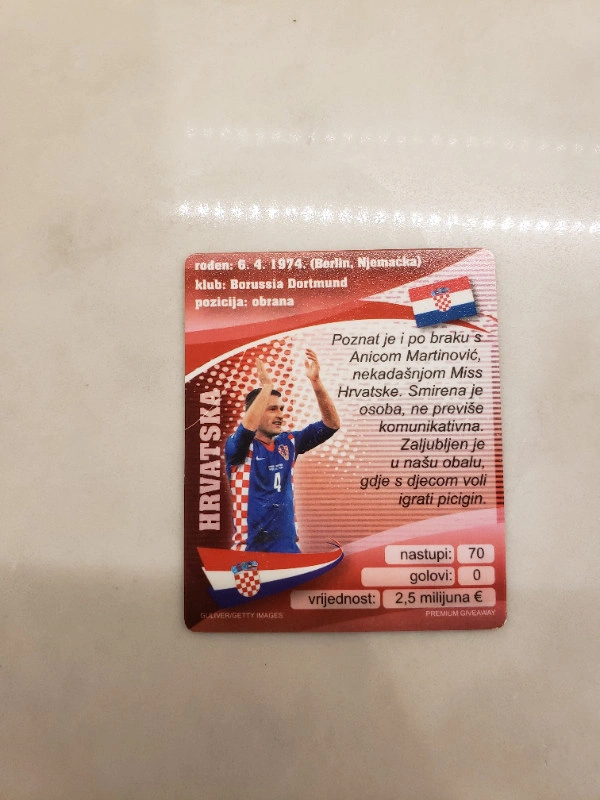 rođen: 6. 4. 1974. (Berlin, Njemačka)
klub: Borussia Dortmund
pozicija: obrana
Poznat je i po braku s
Anicom Martinović,
nekadašnjom Miss
Hrvatske. Smirena je
osoba, ne previše
komunikativna.
Zaljubljen je
u našu obalu,
gdje s djecom voli
igrati picigin.
HRVATSKA
4
nastupi: 70
golovi: 0
vrijednost: 2,5 milijuna €
GULIVER/GETTY IMAGES
PREMIUM GIVEAWAY